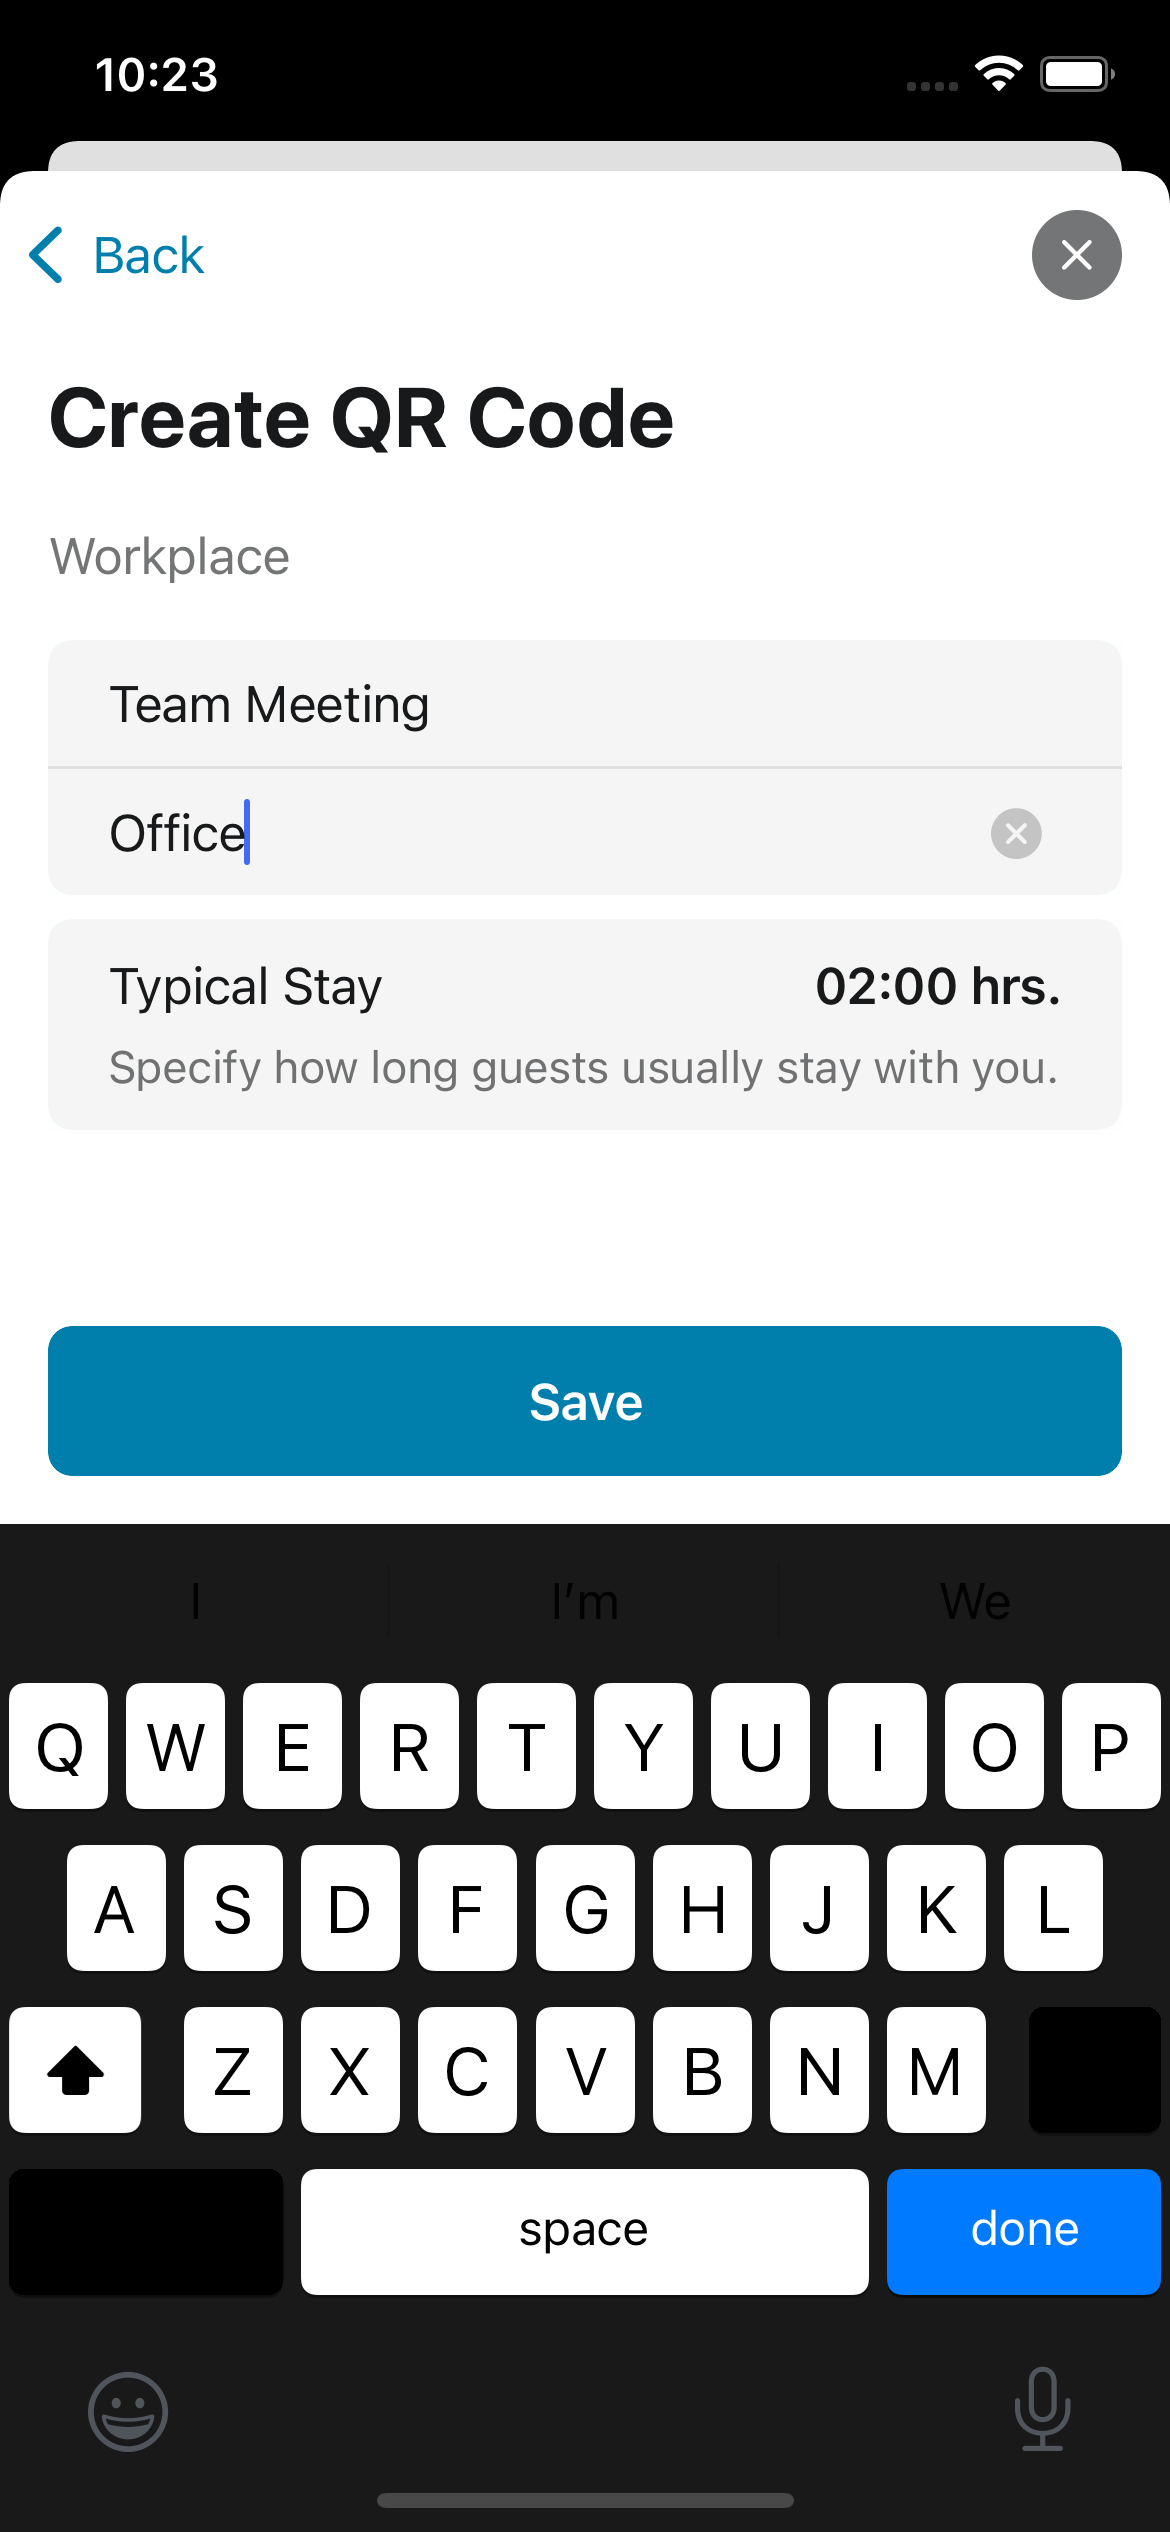 10:23
Back
Create QR Code
Workplace
Team Meeting
Office
Typical Stay 02:00 hrs.
Specify how long guests usually stay with you.
Save
I I’m We
Q W E R T Y U I O P
A S D F G H J K L
Z X C V B N M
space done